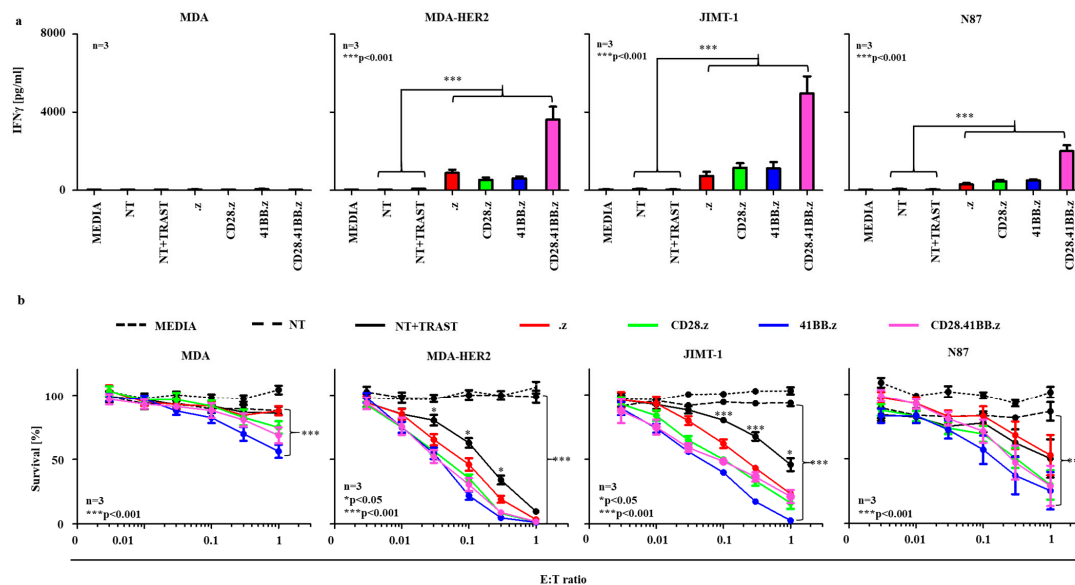 a
MDA
MDA-HER2
JIMT-1
N87
IFNγ [pg/ml]
8000
4000
0
n=3
n=3
***p<0.001
***
n=3
***p<0.001
***
n=3
***p<0.001
***
MEDIA
NT
NT+TRAST
.z
CD28.z
41BB.z
CD28.41BB.z
MEDIA
NT
NT+TRAST
.z
CD28.z
41BB.z
CD28.41BB.z
MEDIA
NT
NT+TRAST
.z
CD28.z
41BB.z
CD28.41BB.z
MEDIA
NT
NT+TRAST
.z
CD28.z
41BB.z
CD28.41BB.z
b
MEDIA NT NT+TRAST .z CD28.z 41BB.z CD28.41BB.z
MDA
MDA-HER2
JIMT-1
N87
Survival [%]
100
50
0
n=3
***p<0.001
***
n=3
*p<0.05
***p<0.001
*
*
*
***
n=3
*p<0.05
***p<0.001
***
***
*
***
n=3
***p<0.001
**
0 0.01 0.1 1
0 0.01 0.1 1
0 0.01 0.1 1
0 0.01 0.1 1
E:T ratio